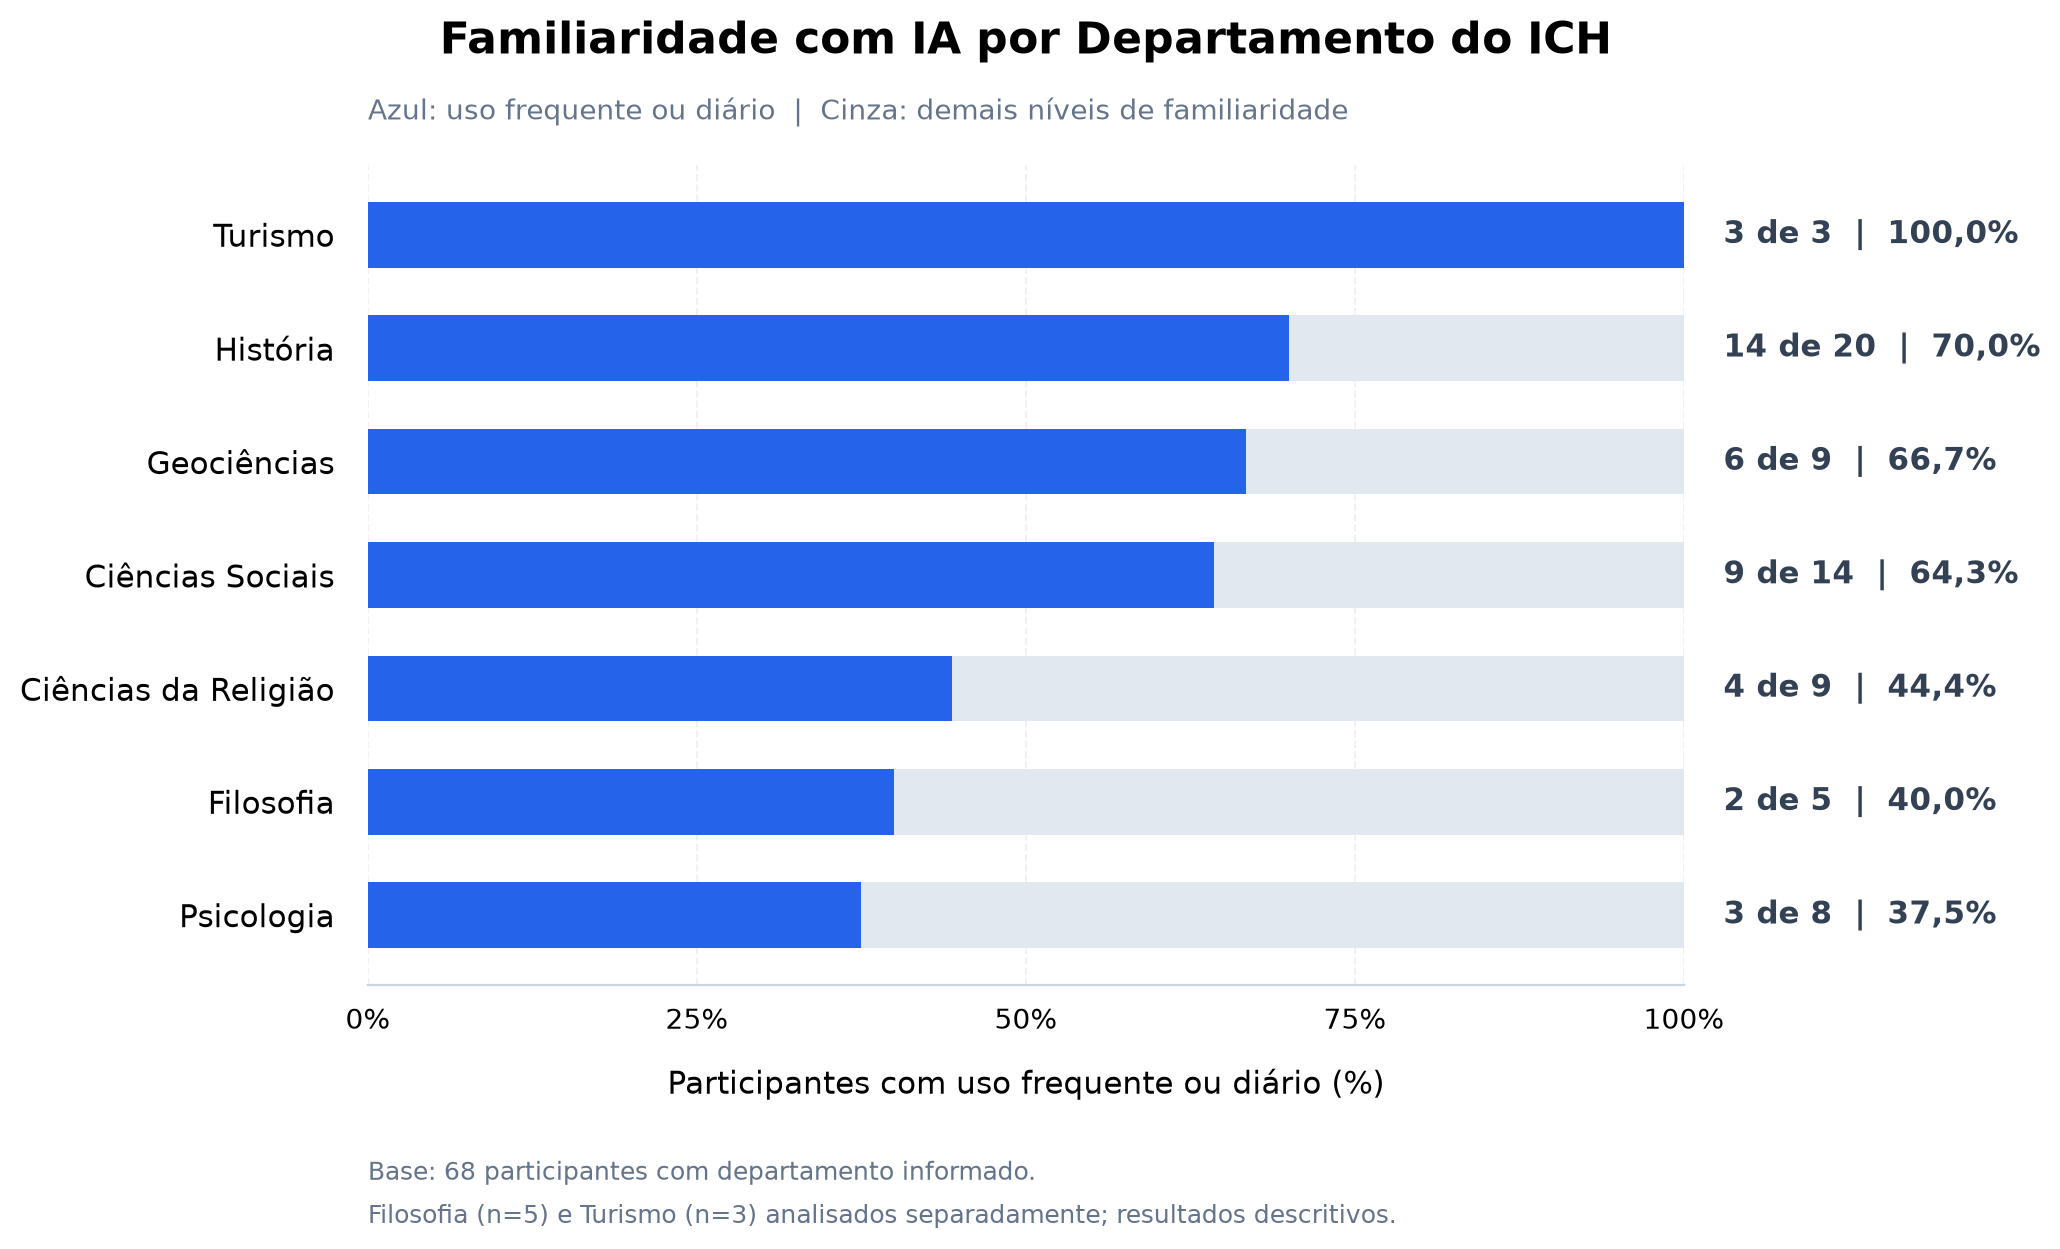 Familiaridade com IA por Departamento do ICH
Azul: uso frequente ou diário | Cinza: demais níveis de familiaridade
Turismo 3 de 3 | 100,0%
História 14 de 20 | 70,0%
Geociências 6 de 9 | 66,7%
Ciências Sociais 9 de 14 | 64,3%
Ciências da Religião 4 de 9 | 44,4%
Filosofia 2 de 5 | 40,0%
Psicologia 3 de 8 | 37,5%
0% 25% 50% 75% 100%
Participantes com uso frequente ou diário (%)
Base: 68 participantes com departamento informado.
Filosofia (n=5) e Turismo (n=3) analisados separadamente; resultados descritivos.